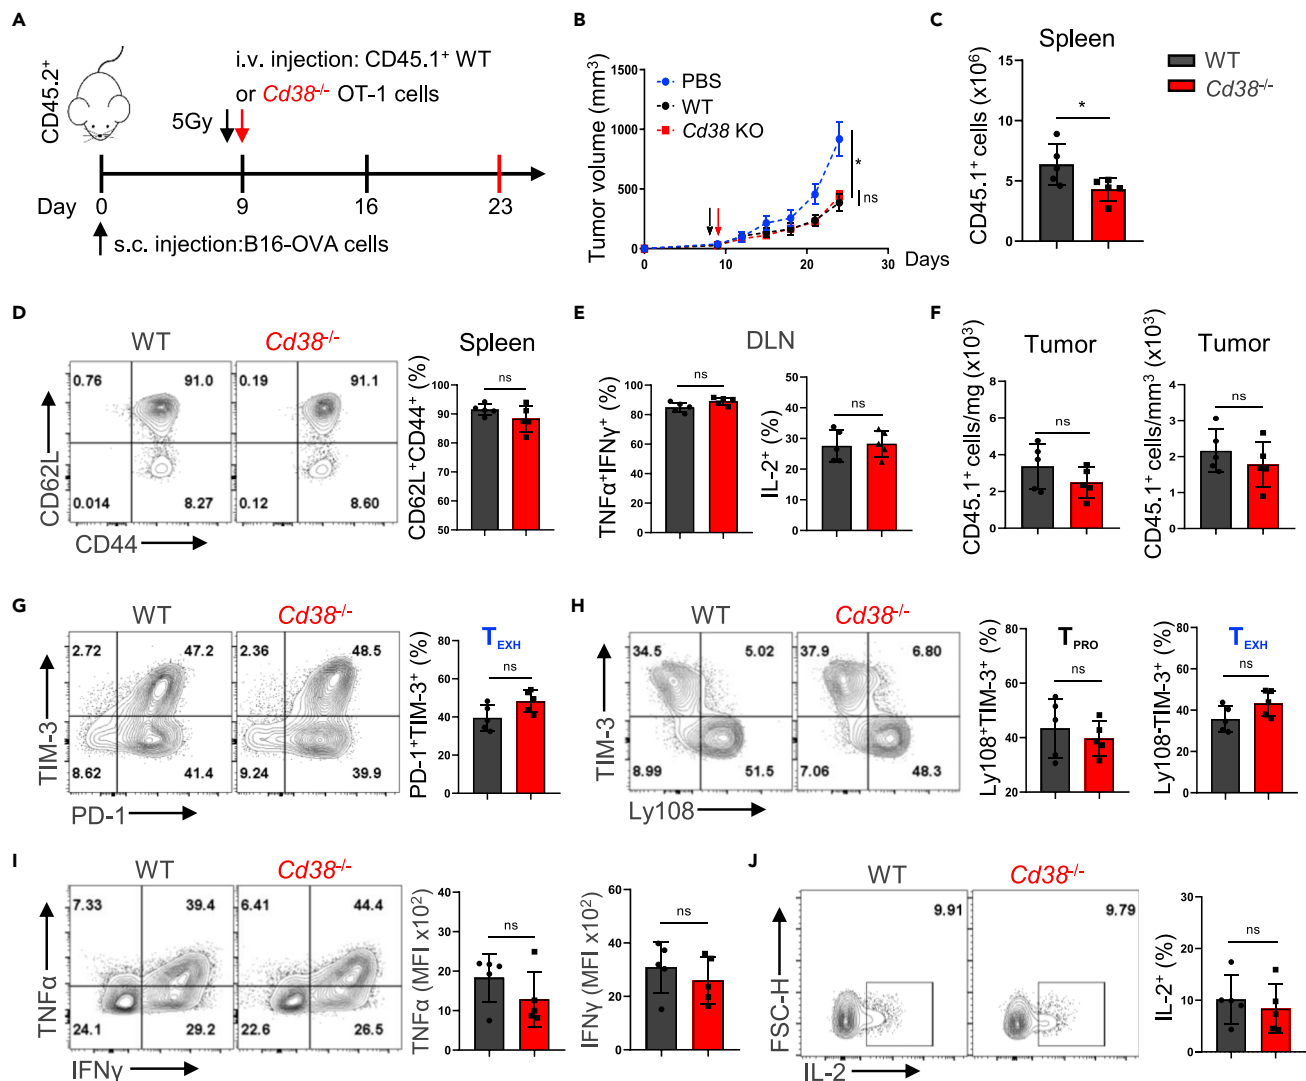 A
CD45.2⁺
i.v. injection: CD45.1⁺ WT
or Cd38⁻/⁻ OT-1 cells
5Gy
Day
0
9
16
23
s.c. injection:B16-OVA cells
B
Tumor volume (mm³)
1500
1000
500
0
PBS
WT
Cd38 KO
*
ns
0
10
20
30
Days
C
Spleen
CD45.1⁺ cells (x10⁶)
15
10
5
0
*
WT
Cd38⁻/⁻
D
WT
Cd38⁻/⁻
0.76
91.0
0.014
8.27
0.19
91.1
0.12
8.60
CD62L
CD44
Spleen
CD62L⁺CD44⁺ (%)
100
90
80
70
60
50
ns
E
DLN
TNFα⁺IFNγ⁺ (%)
100
80
60
40
20
0
ns
IL-2⁺ (%)
50
40
30
20
10
0
ns
F
Tumor
CD45.1⁺ cells/mg (x10³)
8
6
4
2
0
ns
Tumor
CD45.1⁺ cells/mm³ (x10³)
4
3
2
1
0
ns
G
WT
Cd38⁻/⁻
2.72
47.2
8.62
41.4
2.36
48.5
9.24
39.9
TIM-3
PD-1
T EXH
PD-1⁺TIM-3⁺ (%)
80
60
40
20
0
ns
H
WT
Cd38⁻/⁻
34.5
5.02
8.99
51.5
37.9
6.80
7.06
48.3
TIM-3
Ly108
T PRO
Ly108⁺TIM-3⁺ (%)
80
60
40
20
ns
T EXH
Ly108⁻TIM-3⁺ (%)
80
60
40
20
0
ns
I
WT
Cd38⁻/⁻
7.33
39.4
24.1
29.2
6.41
44.4
22.6
26.5
TNFα
IFNγ
TNFα (MFI x10²)
40
30
20
10
0
ns
IFNγ (MFI x10²)
60
40
20
0
ns
J
WT
Cd38⁻/⁻
9.91
9.79
FSC-H
IL-2
IL-2⁺ (%)
30
20
10
0
ns